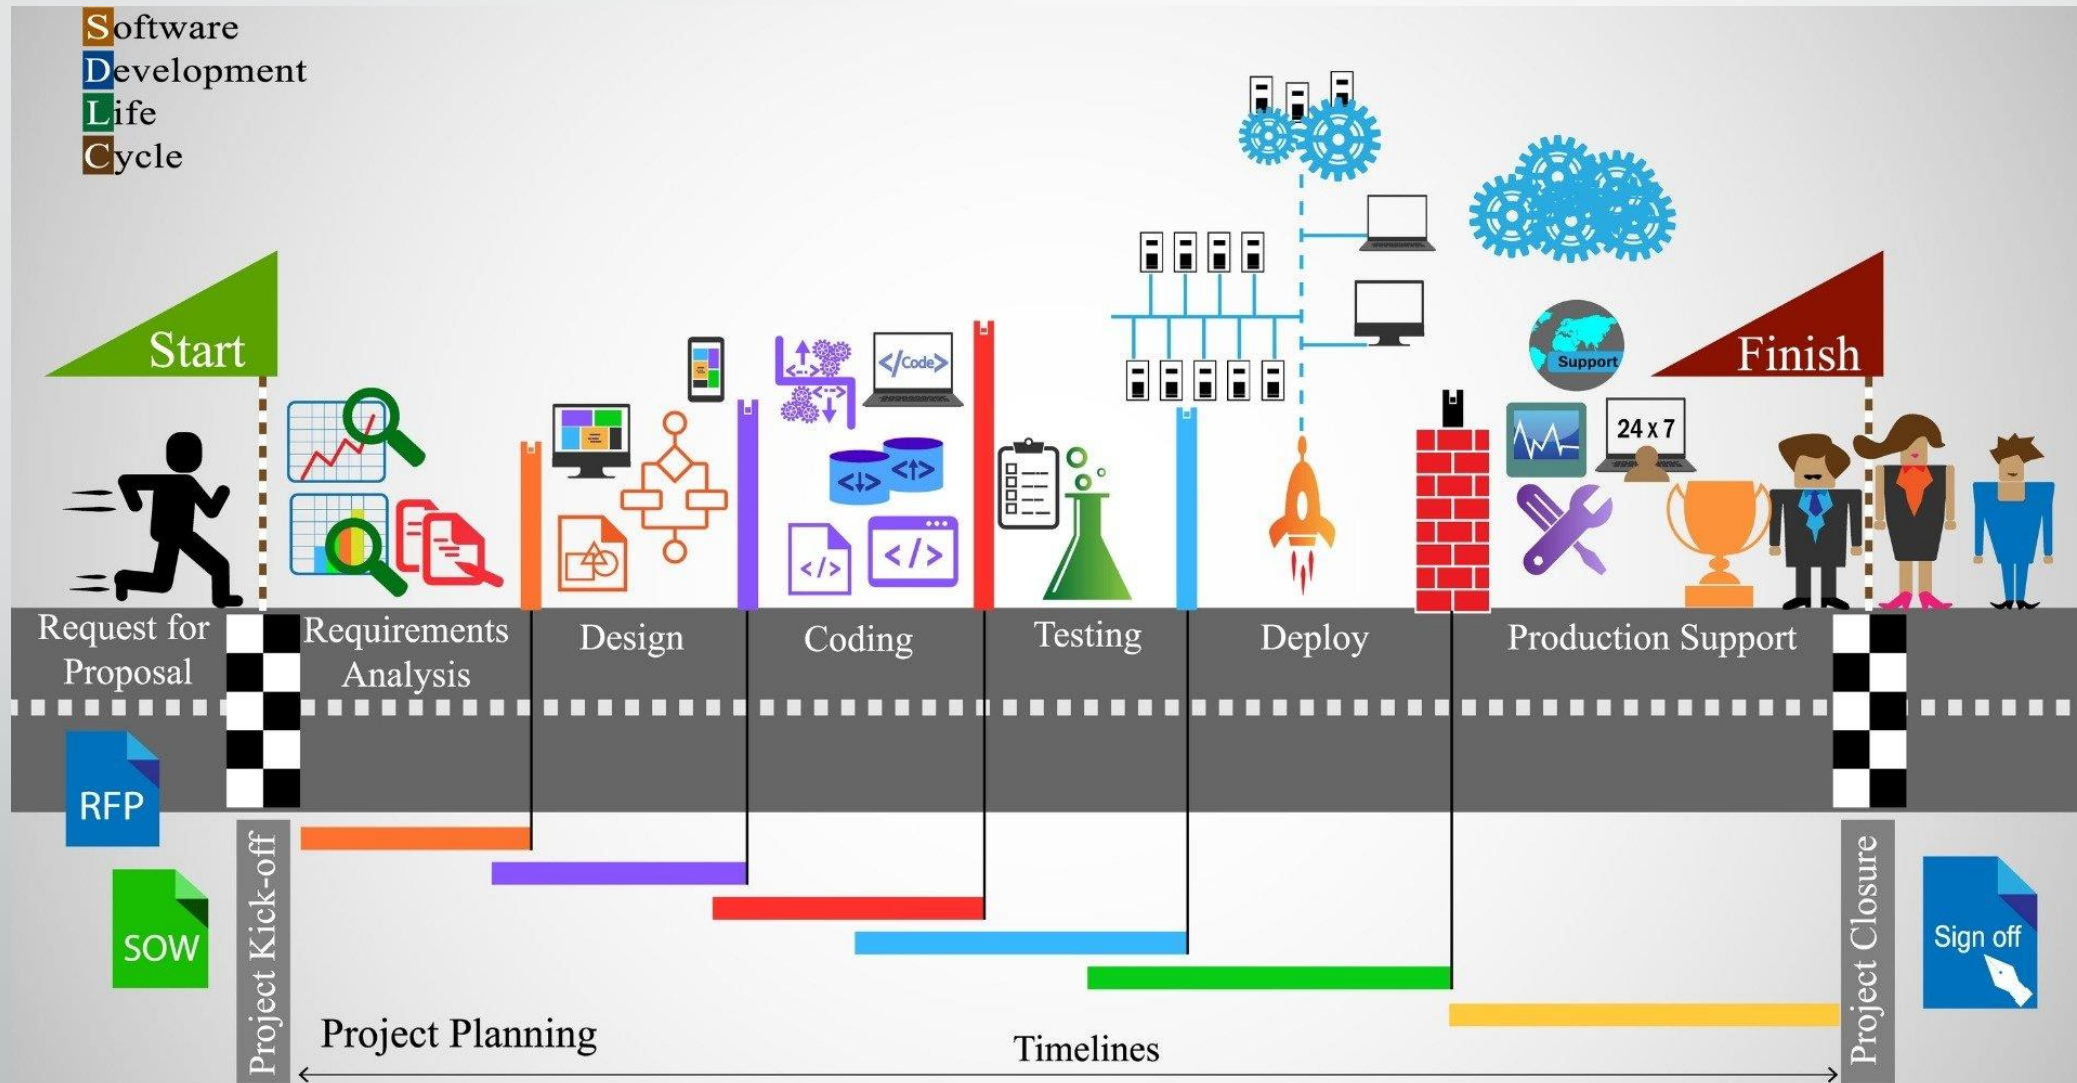 Software
Development
Life
Cycle
Start
Finish
</Code>
Support
24 x 7
</>
</>
Request for
Proposal
Requirements
Analysis
Design
Coding
Testing
Deploy
Production Support
RFP
SOW
Project Kick-off
Project Planning
Timelines
Project Closure
Sign off